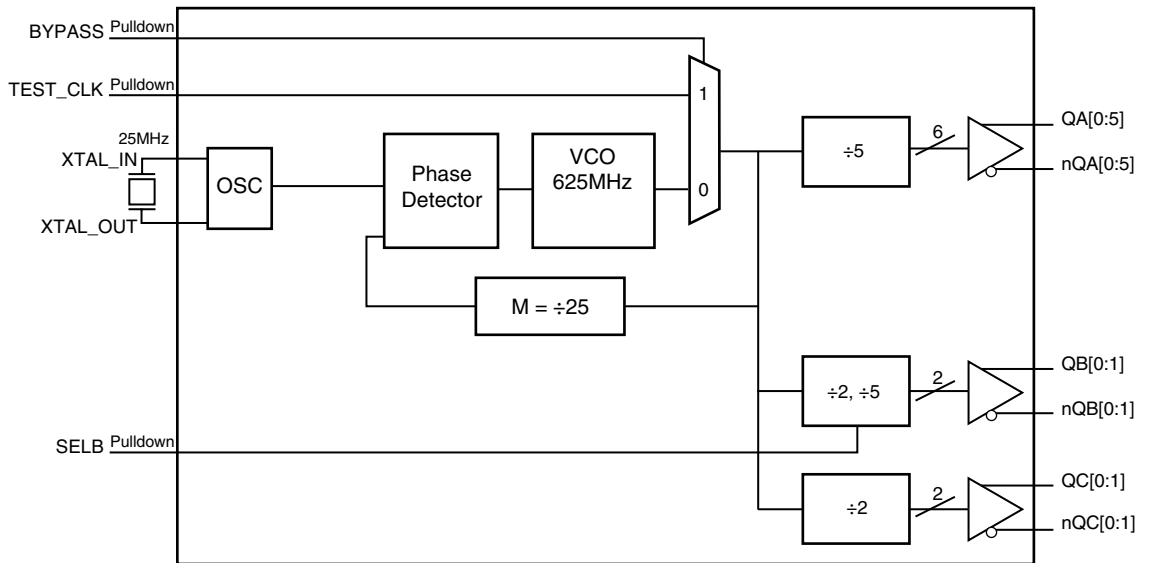 BYPASS Pulldown
TEST_CLK Pulldown
1
6
QA[0:5]
÷5
nQA[0:5]
25MHz
XTAL_IN
OSC
XTAL_OUT
Phase
Detector
VCO
625MHz
0
M = ÷25
QB[0:1]
2
÷2, ÷5
nQB[0:1]
SELB Pulldown
QC[0:1]
2
÷2
nQC[0:1]